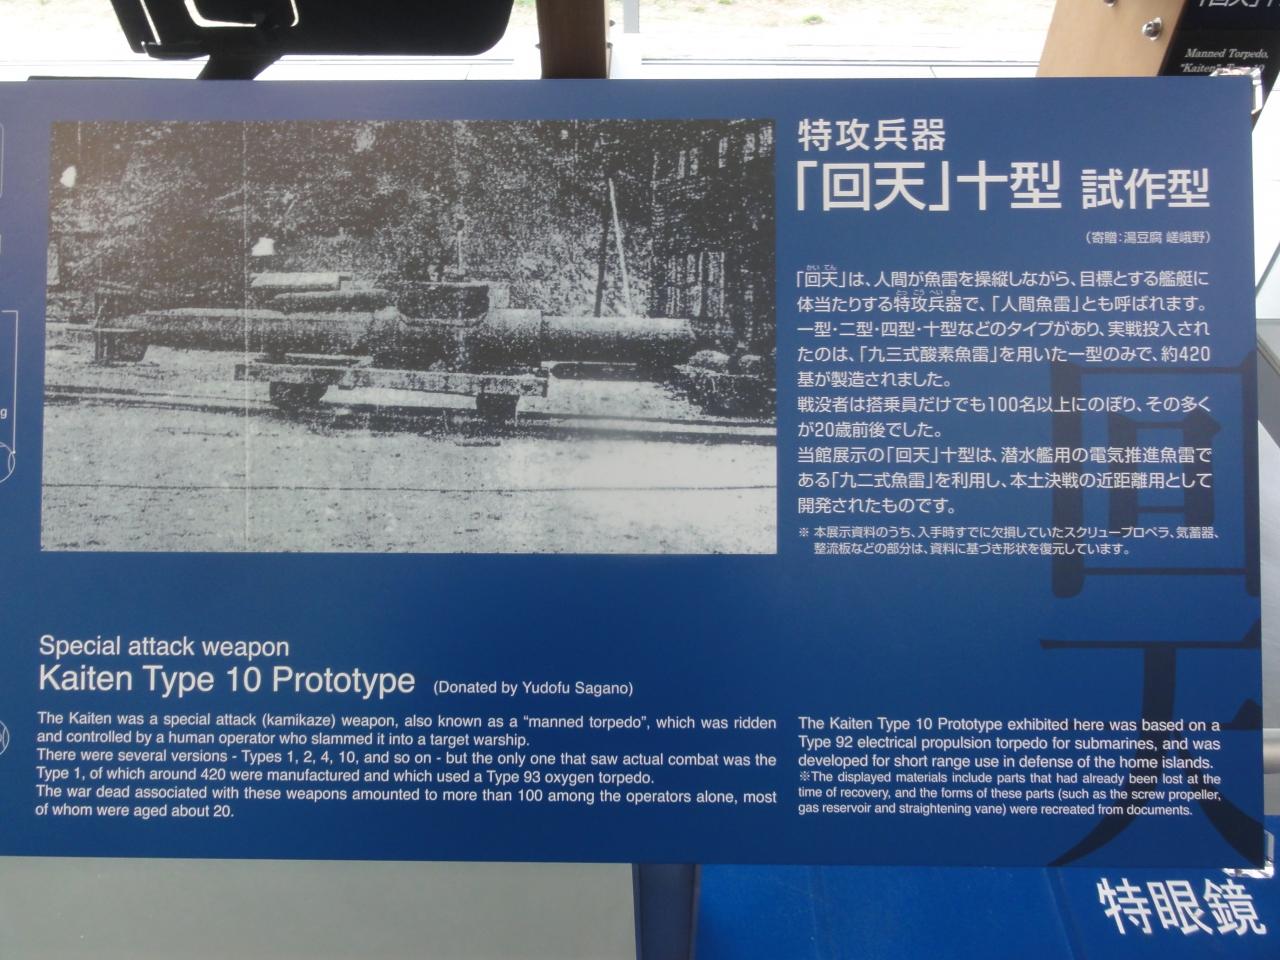 Manned Torpedo,
特攻兵器
「回天」十型 試作型
(寄贈:湯豆腐 嵯峨野)
かいてん
「回天」は、人間が魚雷を操縦しながら、目標とする艦艇に
とっこうへいき
体当たりする特攻兵器で、「人間魚雷」とも呼ばれます。
一型・二型・四型・十型などのタイプがあり、実戦投入され
たのは、「九三式酸素魚雷」を用いた一型のみで、約420
基が製造されました。
戦没者は搭乗員だけでも100名以上にのぼり、その多く
が20歳前後でした。
当館展示の「回天」十型は、潜水艦用の電気推進魚雷で
ある「九二式魚雷」を利用し、本土決戦の近距離用として
開発されたものです。
※ 本展示資料のうち、入手時すでに欠損していたスクリュープロペラ、気蓄器、
整流板などの部分は、資料に基づき形状を復元しています。
回天
Special attack weapon
Kaiten Type 10 Prototype (Donated by Yudofu Sagano)
The Kaiten was a special attack (kamikaze) weapon, also known as a “manned torpedo”, which was ridden
and controlled by a human operator who slammed it into a target warship.
There were several versions - Types 1, 2, 4, 10, and so on - but the only one that saw actual combat was the
Type 1, of which around 420 were manufactured and which used a Type 93 oxygen torpedo.
The war dead associated with these weapons amounted to more than 100 among the operators alone, most
of whom were aged about 20.
The Kaiten Type 10 Prototype exhibited here was based on a
Type 92 electrical propulsion torpedo for submarines, and was
developed for short range use in defense of the home islands.
※The displayed materials include parts that had already been lost at the
time of recovery, and the forms of these parts (such as the screw propeller,
gas reservoir and straightening vane) were recreated from documents.
特眼鏡